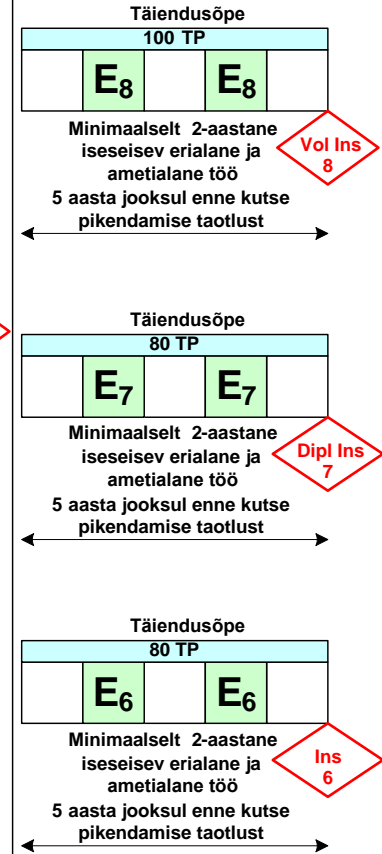 Täiendusõpe
100 TP
E8 E8
Minimaalselt 2-aastane
iseseisev erialane ja
ametialane töö
Vol Ins
8
5 aasta jooksul enne kutse
pikendamise taotlust
Täiendusõpe
80 TP
E7 E7
Minimaalselt 2-aastane
iseseisev erialane ja
ametialane töö
Dipl Ins
7
5 aasta jooksul enne kutse
pikendamise taotlust
Täiendusõpe
80 TP
E6 E6
Minimaalselt 2-aastane
iseseisev erialane ja
ametialane töö
Ins
6
5 aasta jooksul enne kutse
pikendamise taotlust